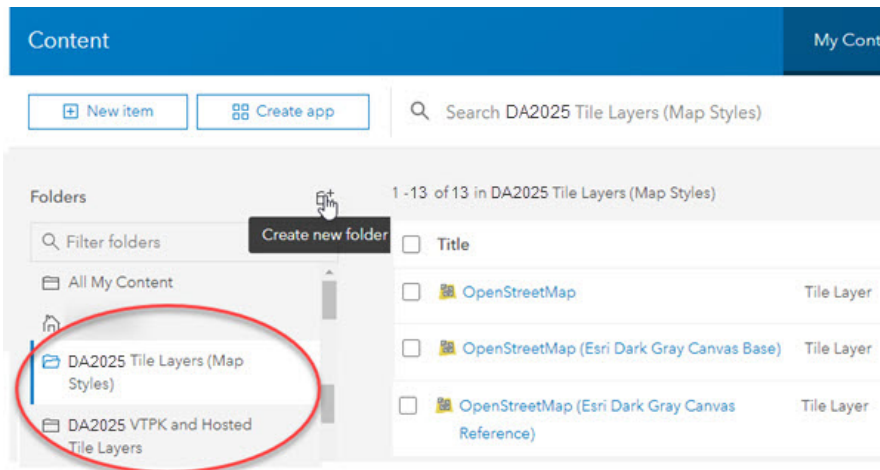 Content
My Cont
New item
Create app
Search DA2025 Tile Layers (Map Styles)
Folders
1 -13 of 13 in DA2025 Tile Layers (Map Styles)
Create new folder
Filter folders
Title
All My Content
OpenStreetMap
Tile Layer
DA2025 Tile Layers (Map
Styles)
OpenStreetMap (Esri Dark Gray Canvas Base)
Tile Layer
DA2025 VTPK and Hosted
Tile Layers
OpenStreetMap (Esri Dark Gray Canvas
Reference)
Tile Layer